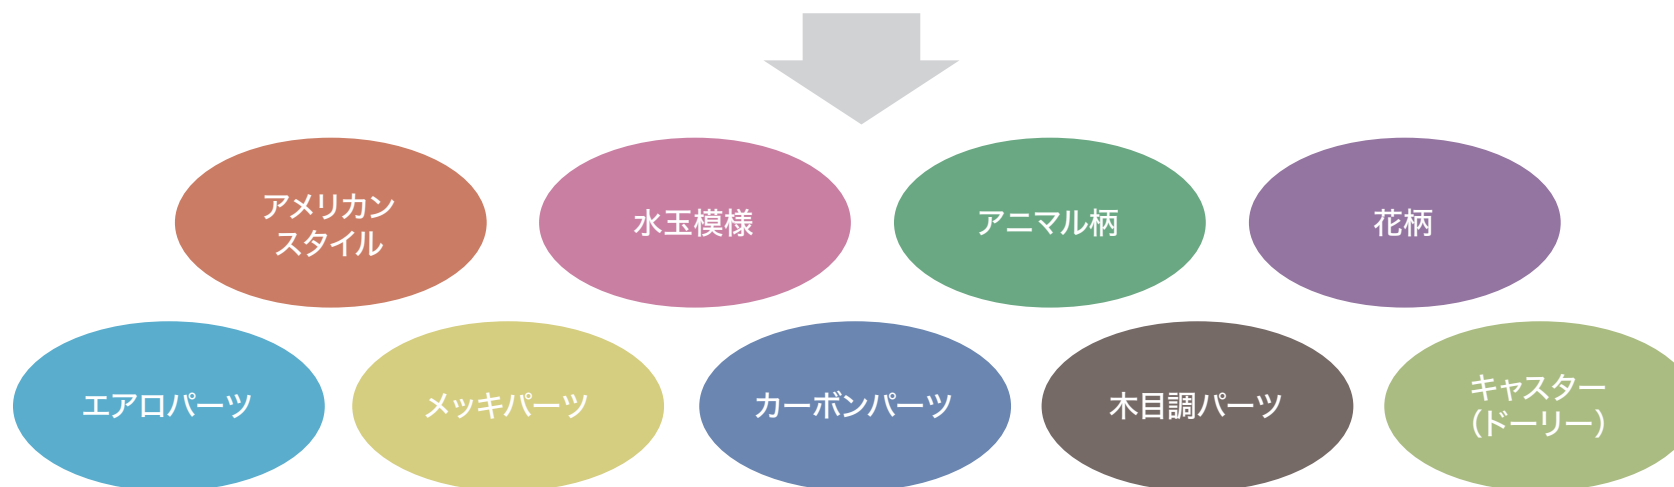 アメリカン
スタイル
水玉模様
アニマル柄
花柄
エアロパーツ
メッキパーツ
カーボンパーツ
木目調パーツ
キャスター
(ドーリー)